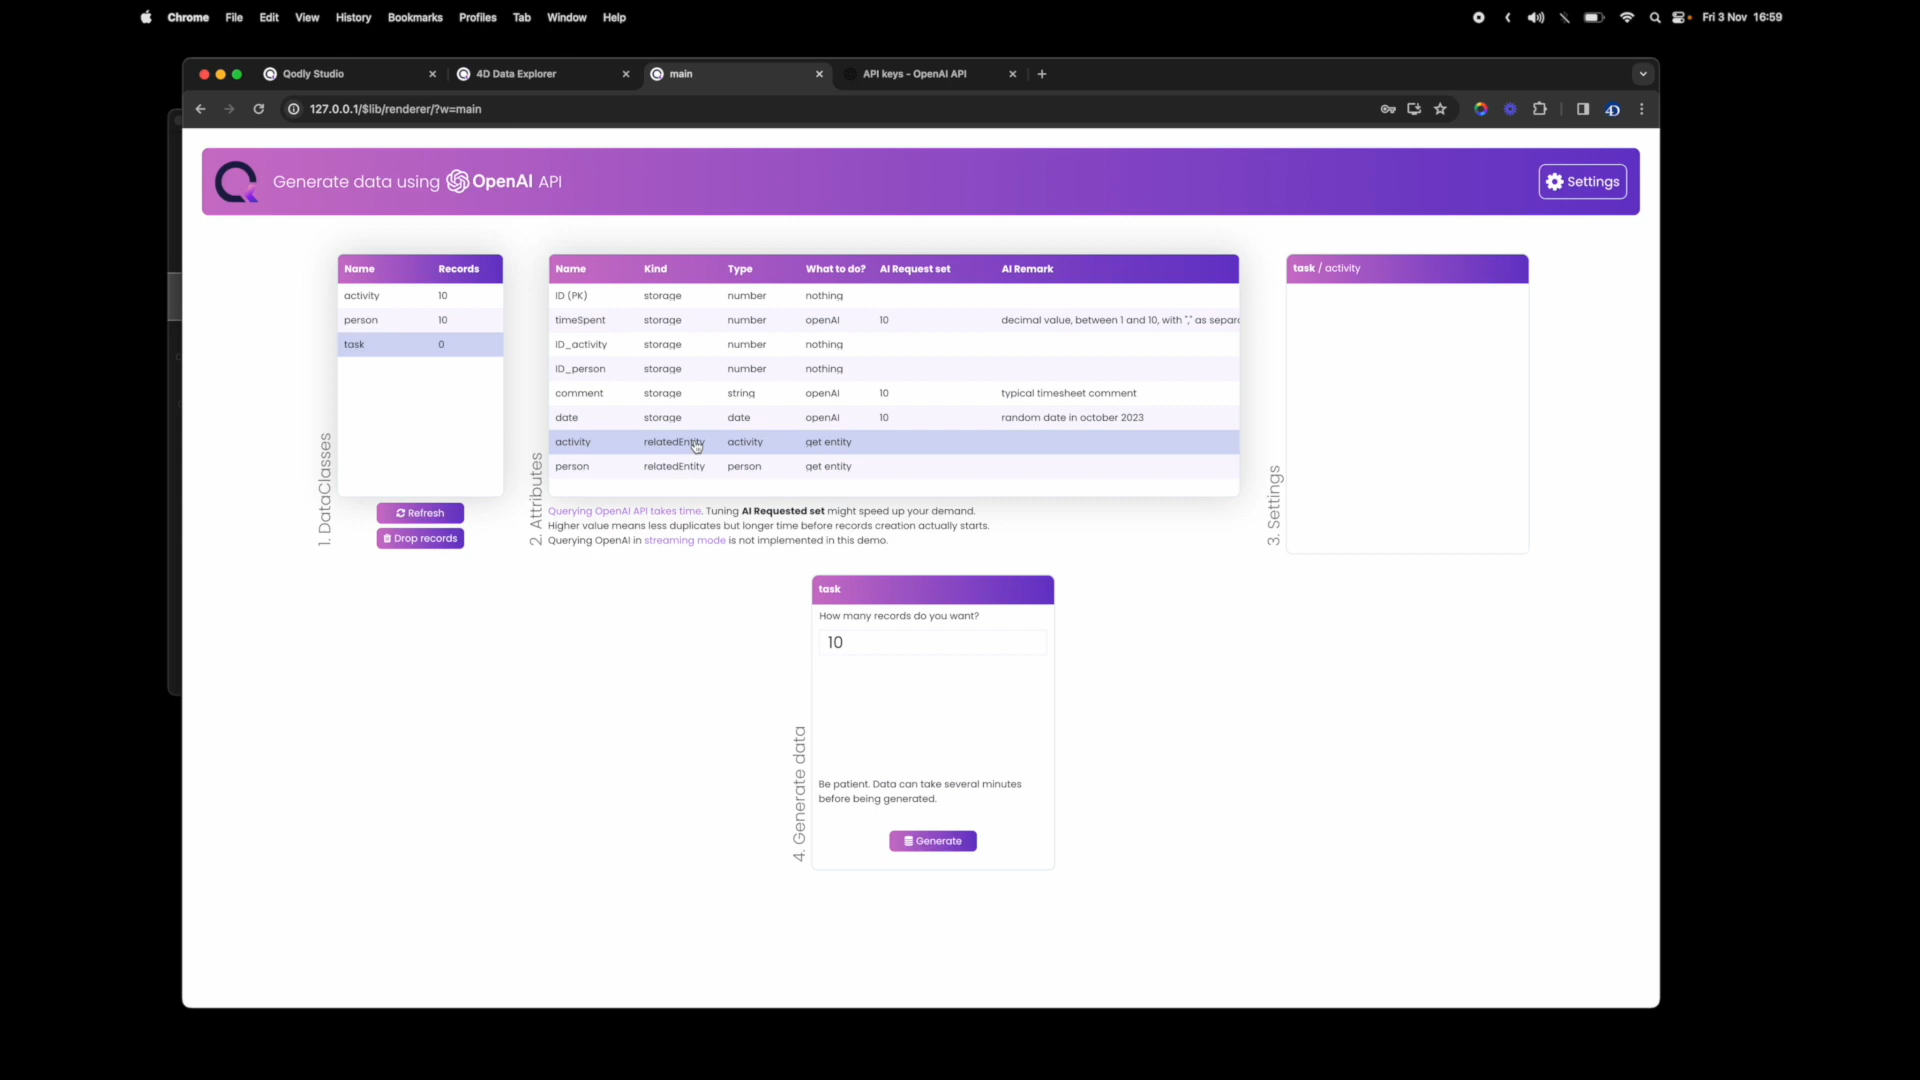 Chrome File Edit View History Bookmarks Profiles Tab Window Help Fri 3 Nov 16:59
Qodly Studio 4D Data Explorer main API keys - OpenAI API
127.0.0.1/$lib/renderer/?w=main
Generate data using OpenAI API
Settings
1. DataClasses
Name Records
activity 10
person 10
task 0
Refresh
Drop records
2. Attributes
Name Kind Type What to do? AI Request set AI Remark
ID (PK) storage number nothing
timeSpent storage number openAI 10 decimal value, between 1 and 10, with "," as separ
ID_activity storage number nothing
ID_person storage number nothing
comment storage string openAI 10 typical timesheet comment
date storage date openAI 10 random date in october 2023
activity relatedEntity activity get entity
person relatedEntity person get entity
Querying OpenAI API takes time. Tuning AI Requested set might speed up your demand.
Higher value means less duplicates but longer time before records creation actually starts.
Querying OpenAI in streaming mode is not implemented in this demo.
3. Settings
task / activity
4. Generate data
task
How many records do you want?
10
Be patient. Data can take several minutes
before being generated.
Generate